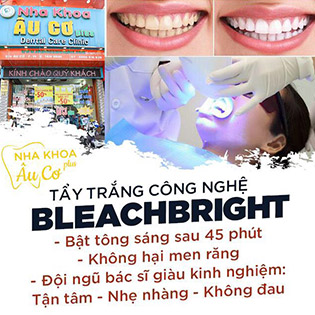 Nha Khoa
ÂU CƠ plus
Dental Care Clinic
KÍNH CHÀO QUÝ KHÁCH
NHA KHOA
Âu Cơ plus
TẨY TRẮNG CÔNG NGHỆ
BLEACHBRIGHT
- Bật tông sáng sau 45 phút
- Không hại men răng
- Đội ngũ bác sĩ giàu kinh nghiệm:
Tận tâm - Nhẹ nhàng - Không đau